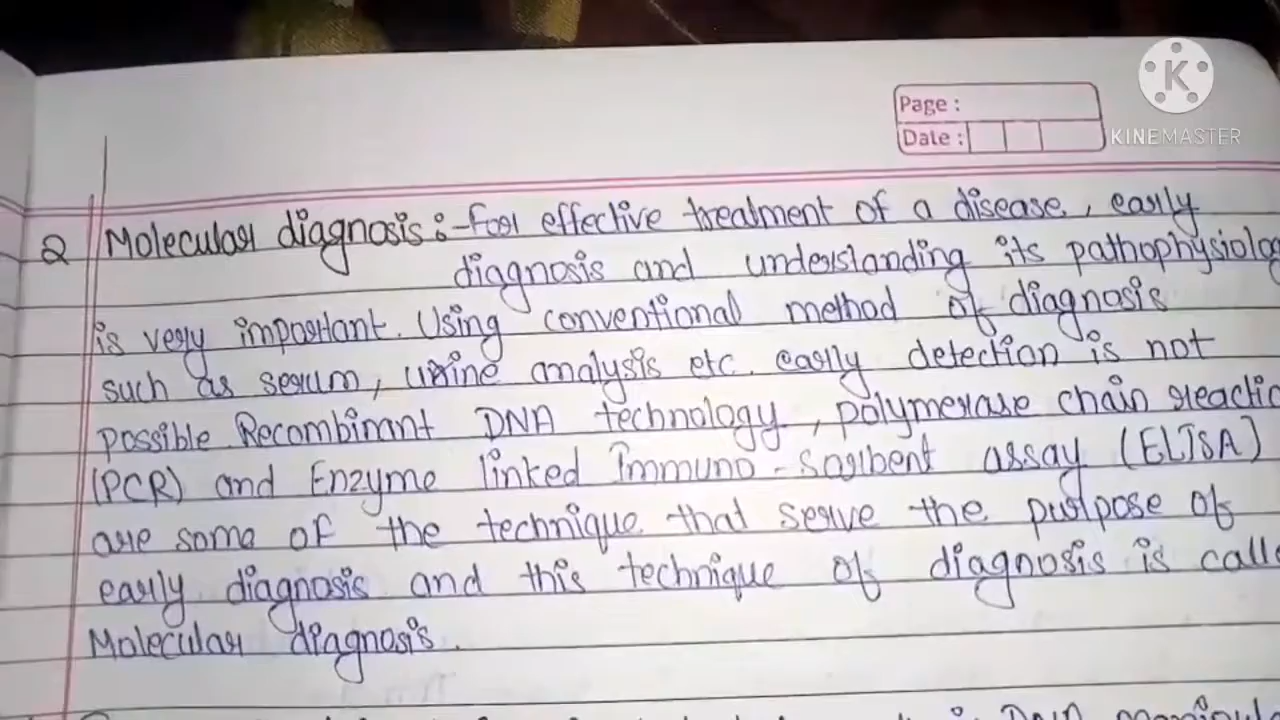 Page :
Date :
KINEMASTER
2 Molecular diagnosis :- For effective treatment of a disease, early
diagnosis and understanding its pathophysiolog
is very important. Using conventional method of diagnosis
such as serum, urine analysis etc. early detection is not
possible Recombinant DNA technology, polymerase chain reactio
(PCR) and Enzyme linked Immuno-Sorbent assay (ELISA)
are some of the technique that serve the purpose of
early diagnosis and this technique of diagnosis is calle
Molecular diagnosis.